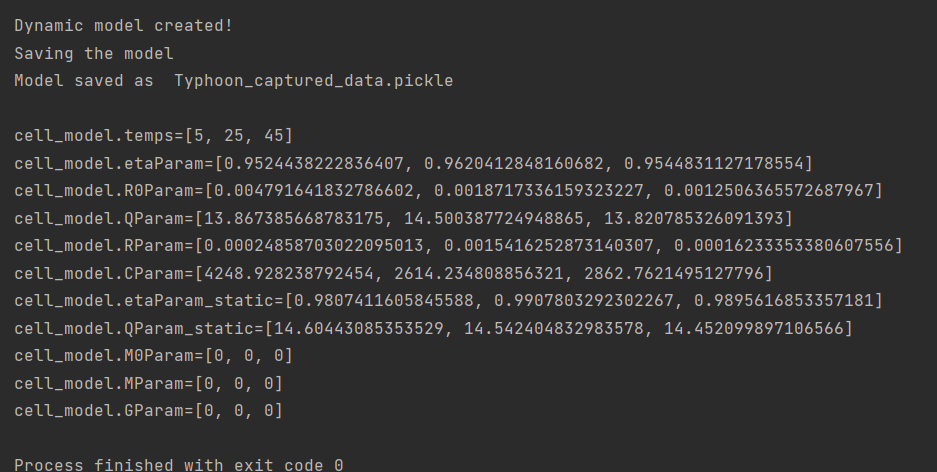 Dynamic model created!
Saving the model
Model saved as  Typhoon_captured_data.pickle
cell_model.temps=[5, 25, 45]
cell_model.etaParam=[0.9524438222836407, 0.9620412848160682, 0.9544831127178554]
cell_model.R0Param=[0.004791641832786602, 0.0018717336159323227, 0.0012506365572687967]
cell_model.QParam=[13.867385668783175, 14.500387724948865, 13.820785326091393]
cell_model.RParam=[0.00024858703022095013, 0.0015416252873140307, 0.00016233353380607556]
cell_model.CParam=[4248.928238792454, 2614.234808856321, 2862.7621495127796]
cell_model.etaParam_static=[0.9807411605845588, 0.9907803292302267, 0.9895616853357181]
cell_model.QParam_static=[14.60443085353529, 14.542404832983578, 14.452099897106566]
cell_model.M0Param=[0, 0, 0]
cell_model.MParam=[0, 0, 0]
cell_model.GParam=[0, 0, 0]
Process finished with exit code 0